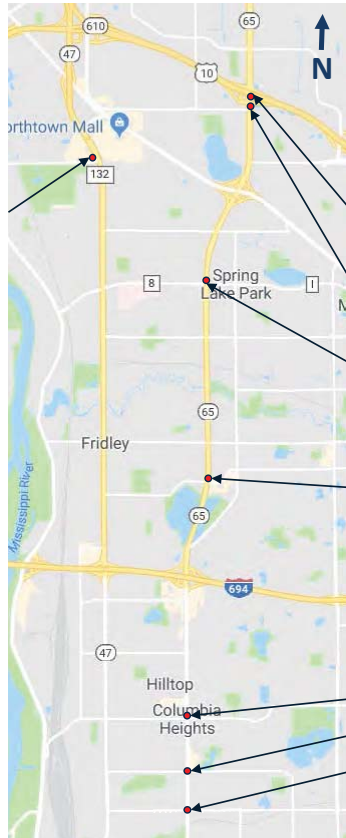 65
610
47
10
N
orthtown Mall
132
8
Spring
Lake Park
I
M
65
Fridley
Mississippi River
65
694
47
Hilltop
Columbia
Heights